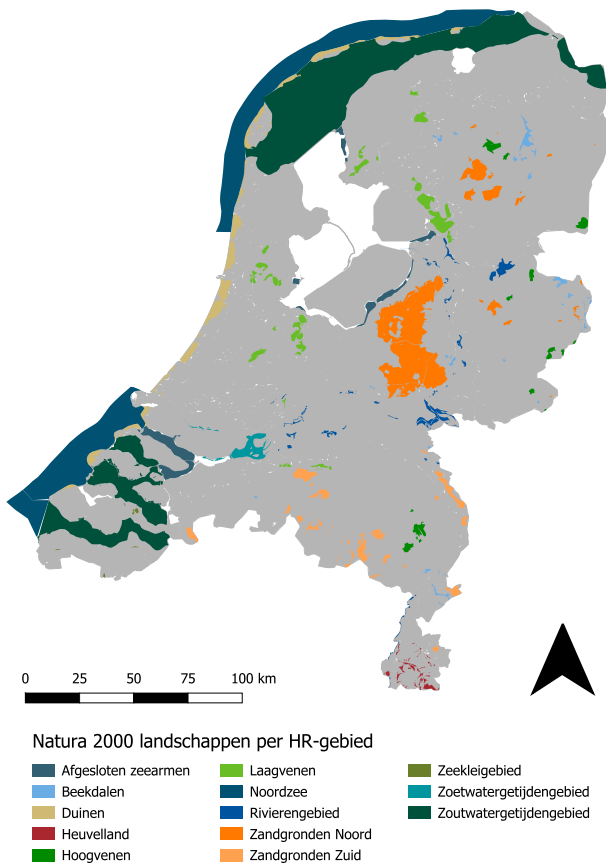 0 25 50 75 100 km
Natura 2000 landschappen per HR-gebied
Afgesloten zeearmen
Beekdalen
Duinen
Heuvelland
Hoogvenen
Laagvenen
Noordzee
Rivierengebied
Zandgronden Noord
Zandgronden Zuid
Zeekleigebied
Zoetwatergetijdengebied
Zoutwatergetijdengebied